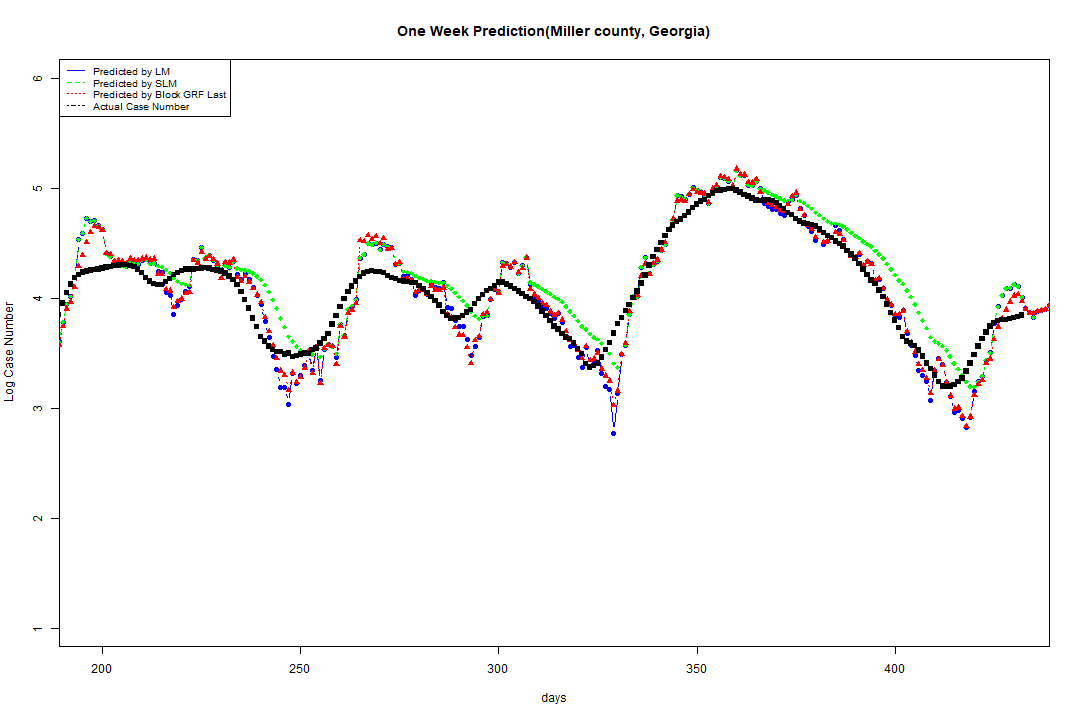 One Week Prediction(Miller county, Georgia)
Predicted by LM
Predicted by SLM
Predicted by Block GRF Last
Actual Case Number
Log Case Number
6
5
4
3
2
1
200 250 300 350 400
days